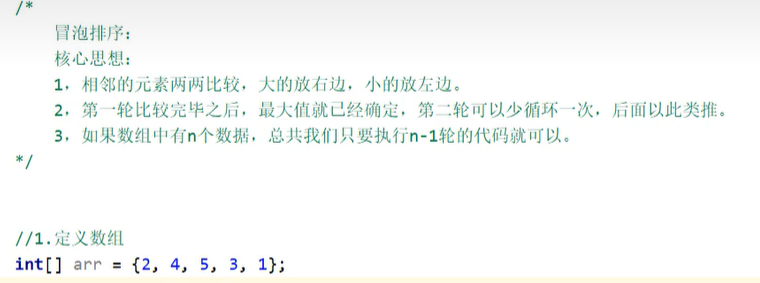 /*
冒泡排序：
核心思想：
1，相邻的元素两两比较，大的放右边，小的放左边。
2，第一轮比较完毕之后，最大值就已经确定，第二轮可以少循环一次，后面以此类推。
3，如果数组中有n个数据，总共我们只要执行n-1轮的代码就可以。
*/
//1.定义数组
int[] arr = {2, 4, 5, 3, 1};